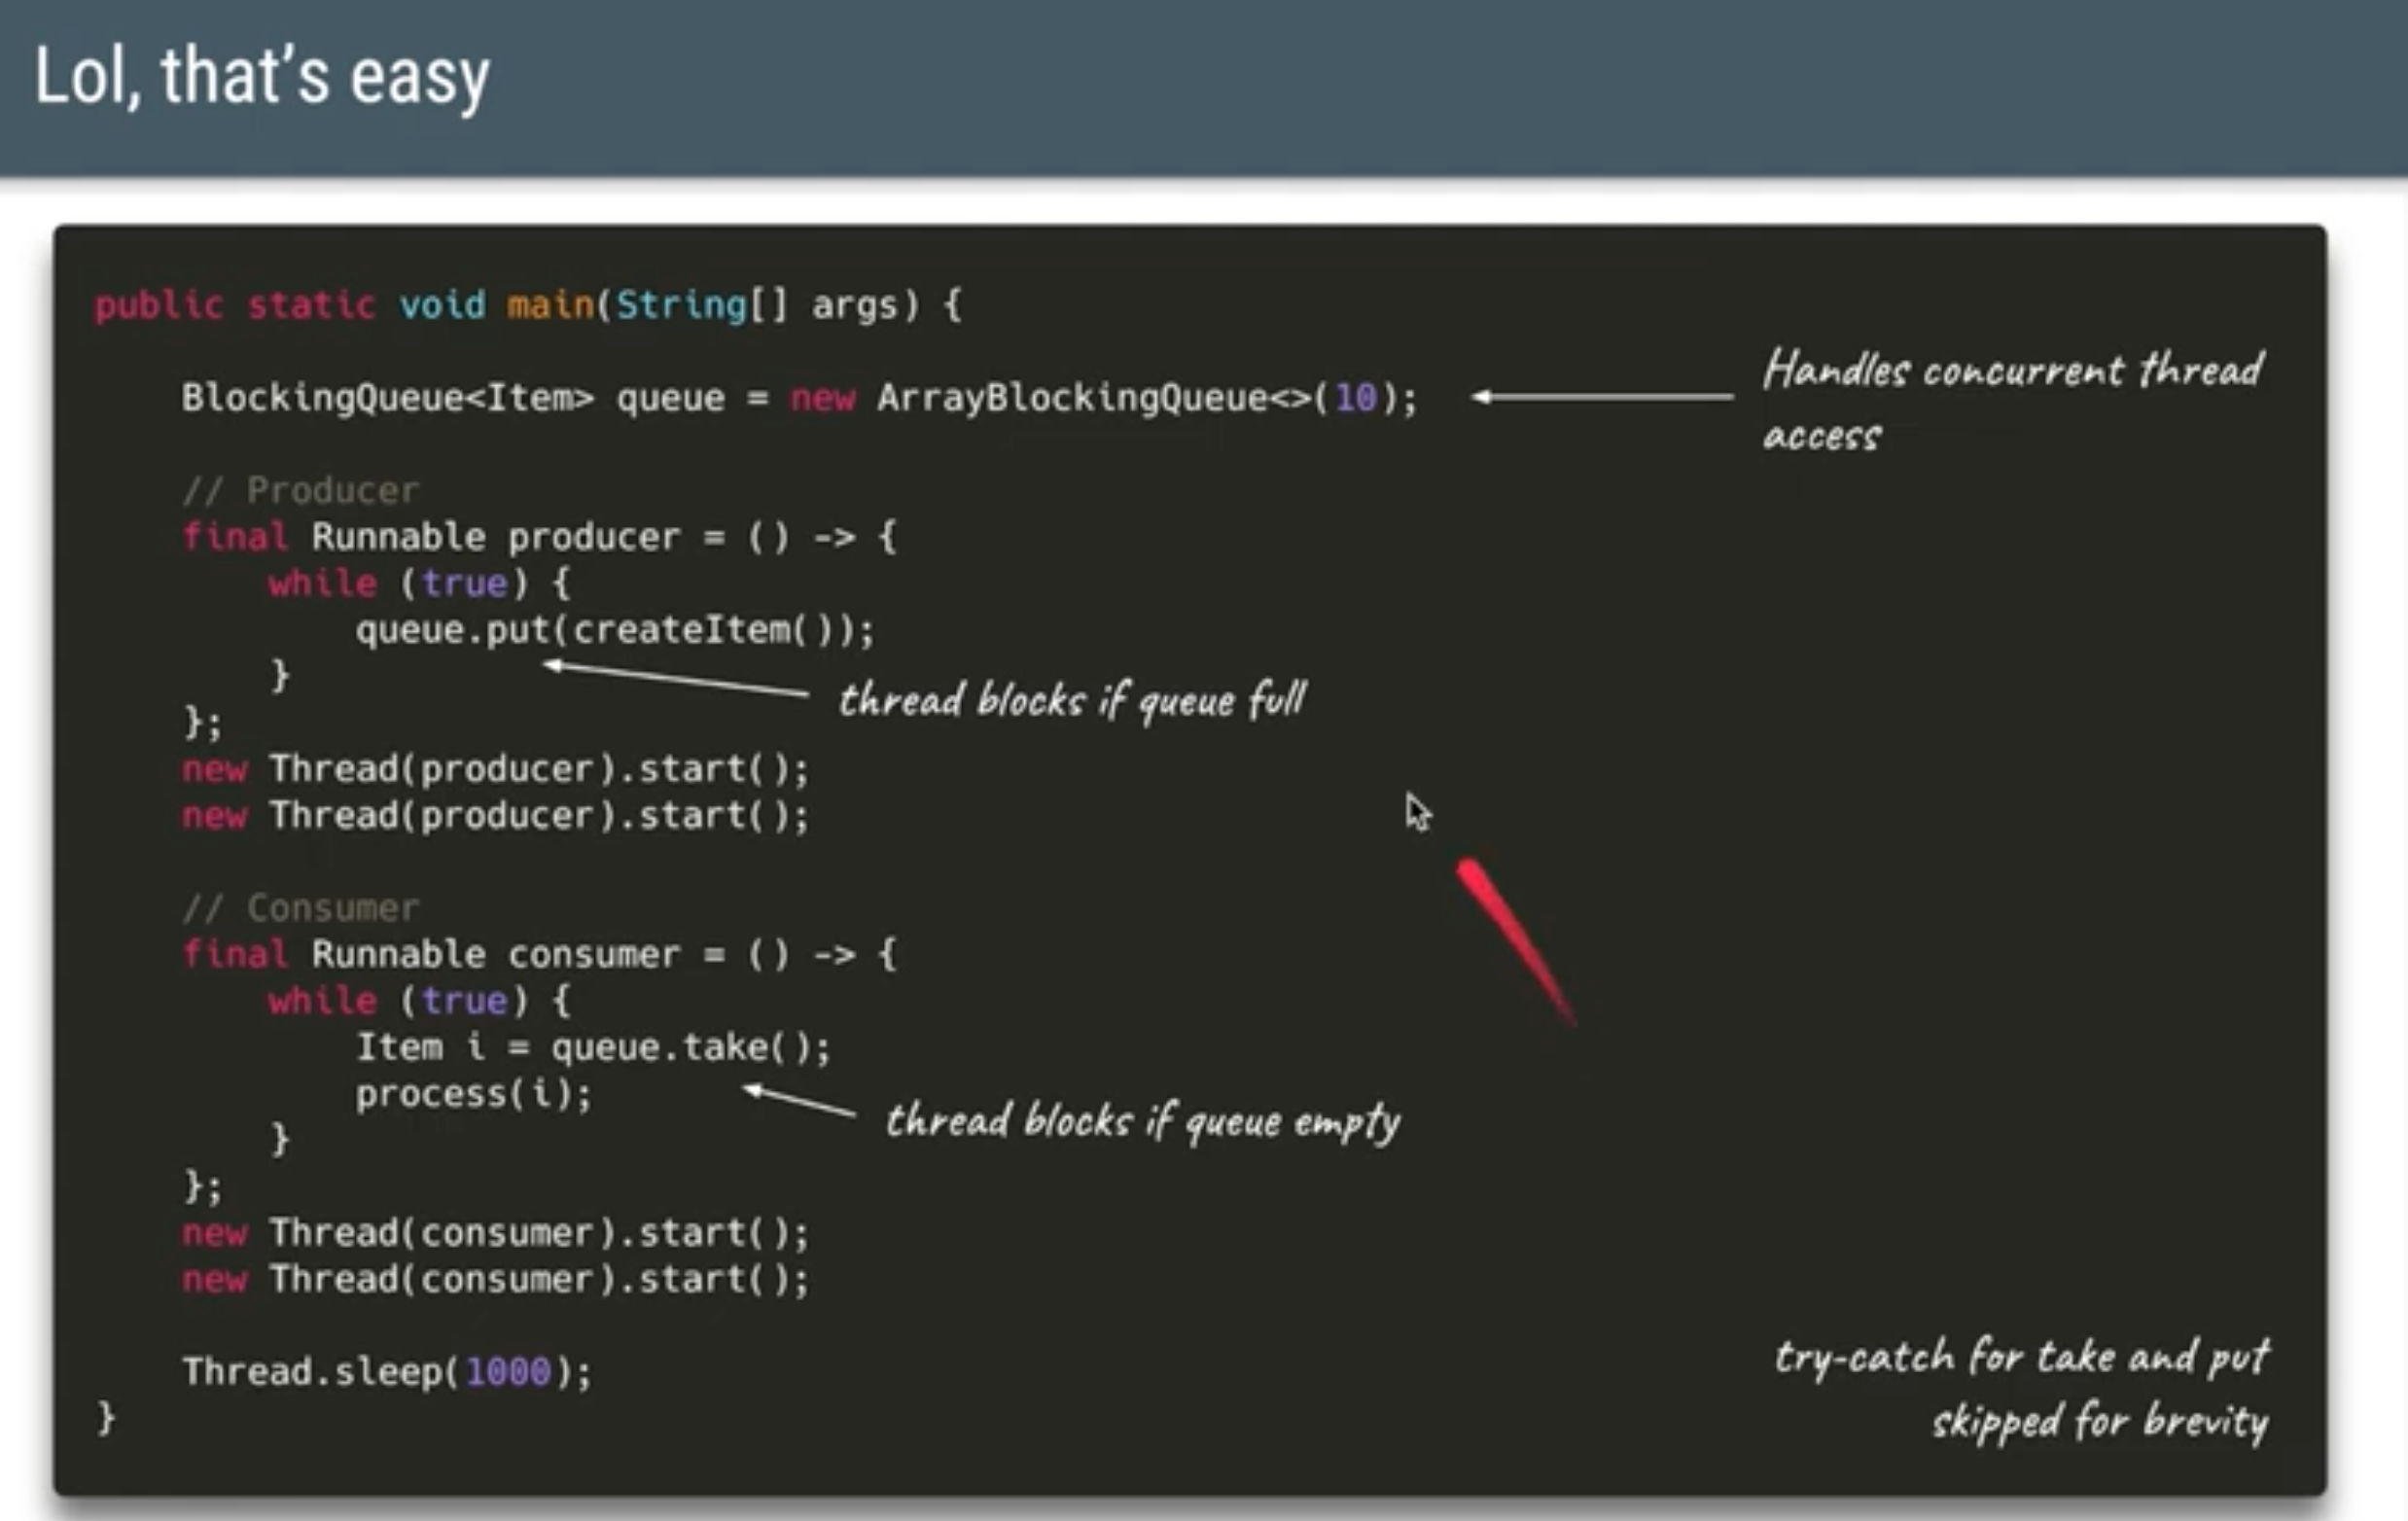 Lol, that's easy
public static void main(String[] args) {
BlockingQueue<Item> queue = new ArrayBlockingQueue<>(10);
Handles concurrent thread
access
// Producer
final Runnable producer = () -> {
while (true) {
queue.put(createItem());
}
thread blocks if queue full
};
new Thread(producer).start();
new Thread(producer).start();
// Consumer
final Runnable consumer = () -> {
while (true) {
Item i = queue.take();
process(i);
thread blocks if queue empty
}
};
new Thread(consumer).start();
new Thread(consumer).start();
Thread.sleep(1000);
}
try-catch for take and put
skipped for brevity